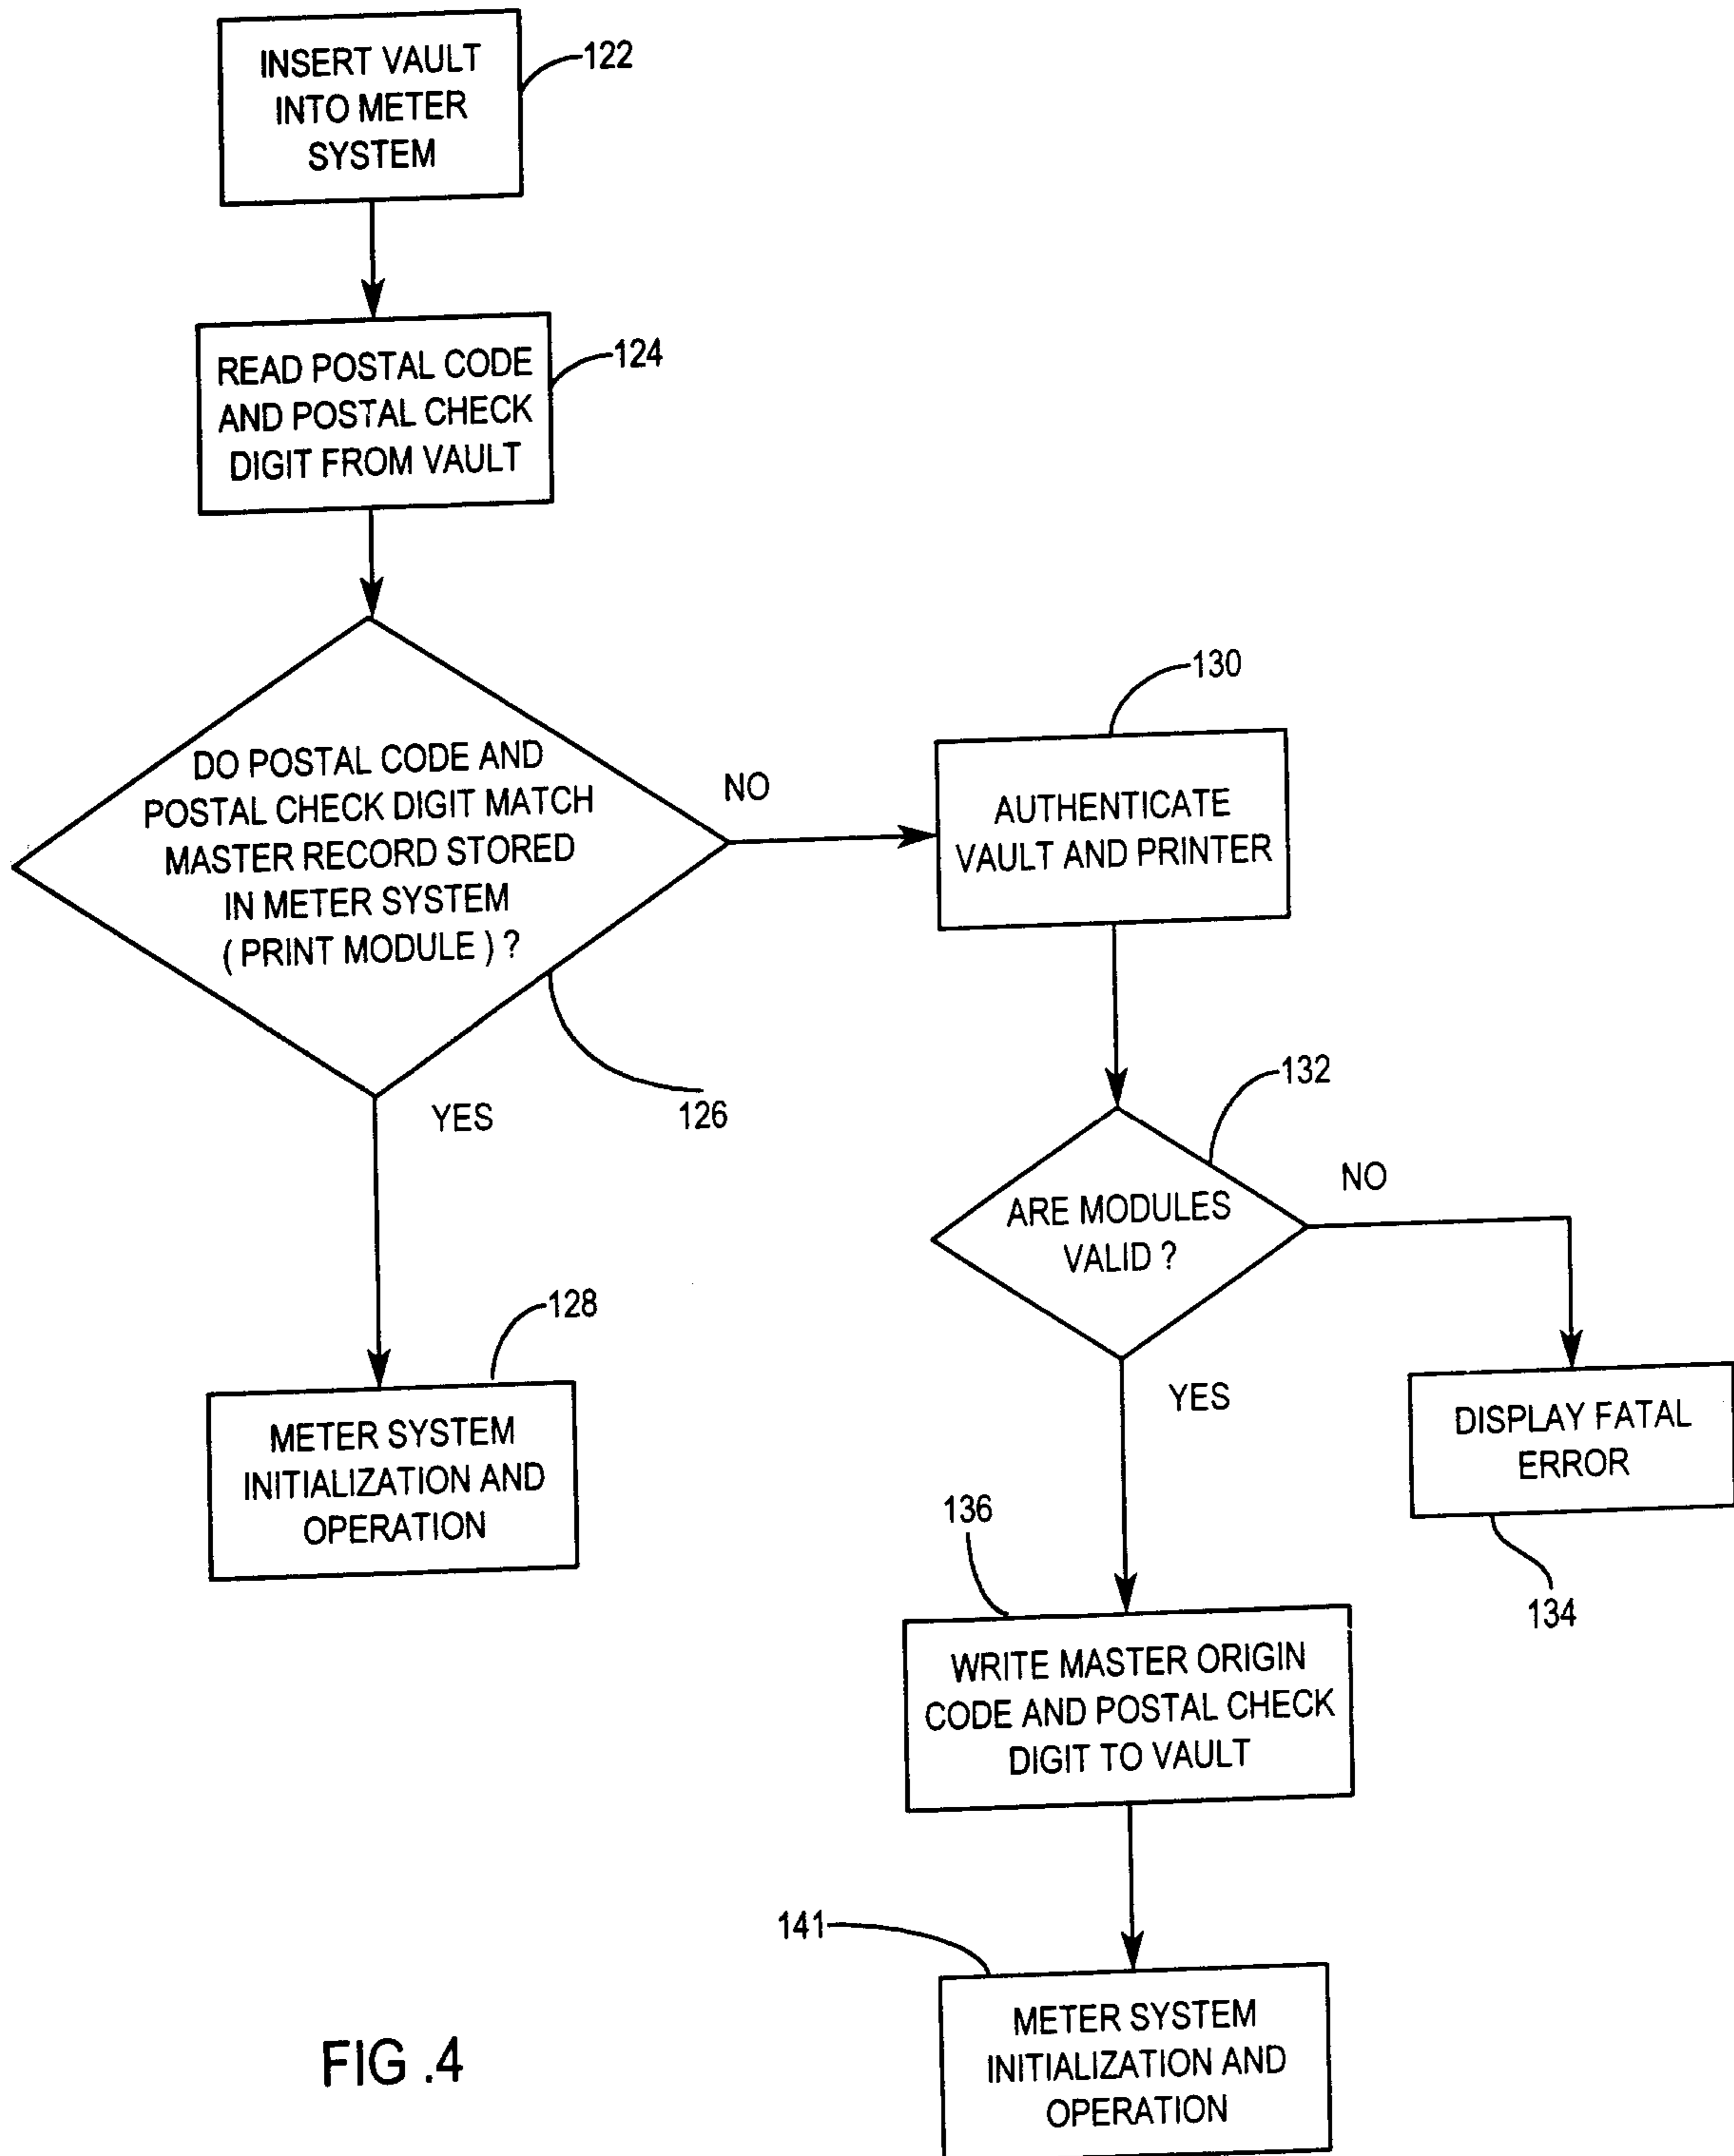 INSERT VAULT
INTO METER
SYSTEM
122
READ POSTAL CODE
AND POSTAL CHECK
DIGIT FROM VAULT
124
DO POSTAL CODE AND
POSTAL CHECK DIGIT MATCH
MASTER RECORD STORED
IN METER SYSTEM
( PRINT MODULE ) ?
126
NO
YES
130
AUTHENTICATE
VAULT AND PRINTER
132
ARE MODULES
VALID ?
NO
YES
128
METER SYSTEM
INITIALIZATION AND
OPERATION
DISPLAY FATAL
ERROR
134
136
WRITE MASTER ORIGIN
CODE AND POSTAL CHECK
DIGIT TO VAULT
141
METER SYSTEM
INITIALIZATION AND
OPERATION
FIG .4